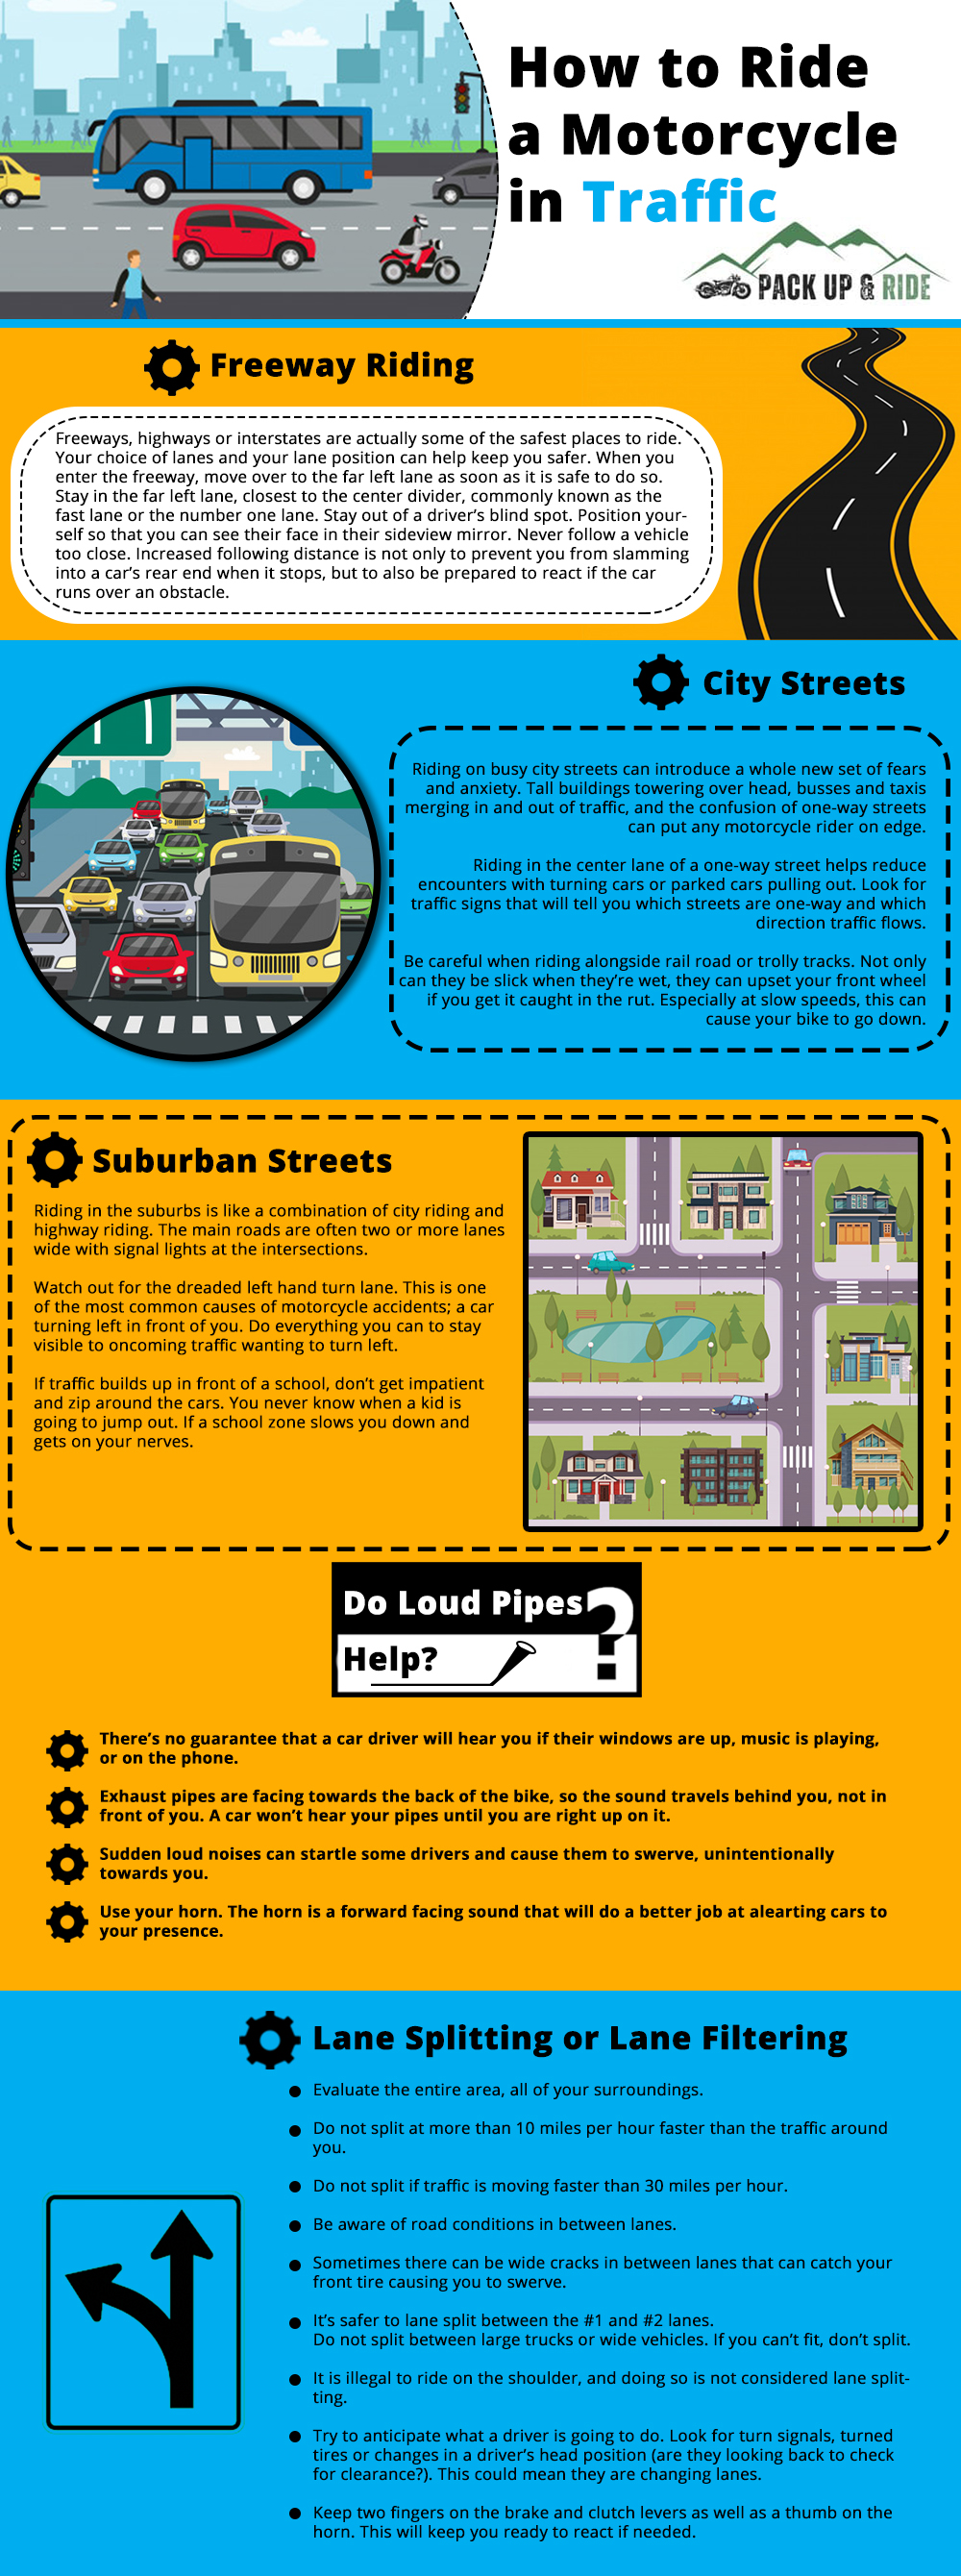 How to Ride
a Motorcycle
in Traffic
PACK UP & RIDE
Freeway Riding
Freeways, highways or interstates are actually some of the safest places to ride.
Your choice of lanes and your lane position can help keep you safer. When you
enter the freeway, move over to the far left lane as soon as it is safe to do so.
Stay in the far left lane, closest to the center divider, commonly known as the
fast lane or the number one lane. Stay out of a driver's blind spot. Position your-
self so that you can see their face in their sideview mirror. Never follow a vehicle
too close. Increased following distance is not only to prevent you from slamming
into a car's rear end when it stops, but to also be prepared to react if the car
runs over an obstacle.
City Streets
Riding on busy city streets can introduce a whole new set of fears
and anxiety. Tall buildings towering over head, busses and taxis
merging in and out of traffic, and the confusion of one-way streets
can put any motorcycle rider on edge.
Riding in the center lane of a one-way street helps reduce
encounters with turning cars or parked cars pulling out. Look for
traffic signs that will tell you which streets are one-way and which
direction traffic flows.
Be careful when riding alongside rail road or trolly tracks. Not only
can they be slick when they're wet, they can upset your front wheel
if you get it caught in the rut. Especially at slow speeds, this can
cause your bike to go down.
Suburban Streets
Riding in the suburbs is like a combination of city riding and
highway riding. The main roads are often two or more lanes
wide with signal lights at the intersections.
Watch out for the dreaded left hand turn lane. This is one
of the most common causes of motorcycle accidents; a car
turning left in front of you. Do everything you can to stay
visible to oncoming traffic wanting to turn left.
If traffic builds up in front of a school, don't get impatient
and zip around the cars. You never know when a kid is
going to jump out. If a school zone slows you down and
gets on your nerves.
Do Loud Pipes
Help?
?
There's no guarantee that a car driver will hear you if their windows are up, music is playing,
or on the phone.
Exhaust pipes are facing towards the back of the bike, so the sound travels behind you, not in
front of you. A car won't hear your pipes until you are right up on it.
Sudden loud noises can startle some drivers and cause them to swerve, unintentionally
towards you.
Use your horn. The horn is a forward facing sound that will do a better job at alearting cars to
your presence.
Lane Splitting or Lane Filtering
● Evaluate the entire area, all of your surroundings.
● Do not split at more than 10 miles per hour faster than the traffic around
you.
● Do not split if traffic is moving faster than 30 miles per hour.
● Be aware of road conditions in between lanes.
● Sometimes there can be wide cracks in between lanes that can catch your
front tire causing you to swerve.
● It's safer to lane split between the #1 and #2 lanes.
Do not split between large trucks or wide vehicles. If you can't fit, don't split.
● It is illegal to ride on the shoulder, and doing so is not considered lane split-
ting.
● Try to anticipate what a driver is going to do. Look for turn signals, turned
tires or changes in a driver's head position (are they looking back to check
for clearance?). This could mean they are changing lanes.
● Keep two fingers on the brake and clutch levers as well as a thumb on the
horn. This will keep you ready to react if needed.